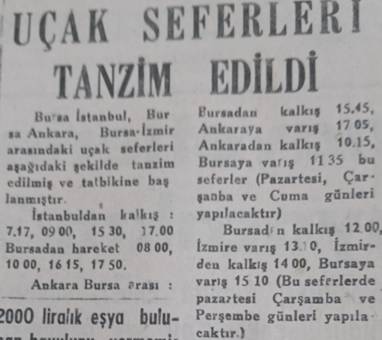 UÇAK SEFERLERİ
TANZİM EDİLDİ
Bursa İstanbul, Bur
sa Ankara, Bursa-İzmir
arasındaki uçak seferleri
aşağıdaki şekilde tanzim
edilmiş ve tatbikine baş
lanmıştır.
İstanbuldan kalkış :
7.17, 09 00, 15 30, 17.00
Bursadan hareket 08 00,
10 00, 16 15, 17 50.
Ankara Bursa arası :
2000 liralık eşya bulu-
Bursadan kalkış 15.45,
Ankaraya varış 17 05,
Ankaradan kalkış 10.15,
Bursaya varış 11 35 bu
seferler (Pazartesi, Çar-
şanba ve Cuma günleri
yapılacaktır)
Bursadan kalkış 12 00,
İzmire varış 13.10, İzmir-
den kalkış 14 00, Bursaya
varış 15 10 (Bu seferlerde
pazartesi Çarşamba ve
Perşembe günleri yapıla
caktır.)